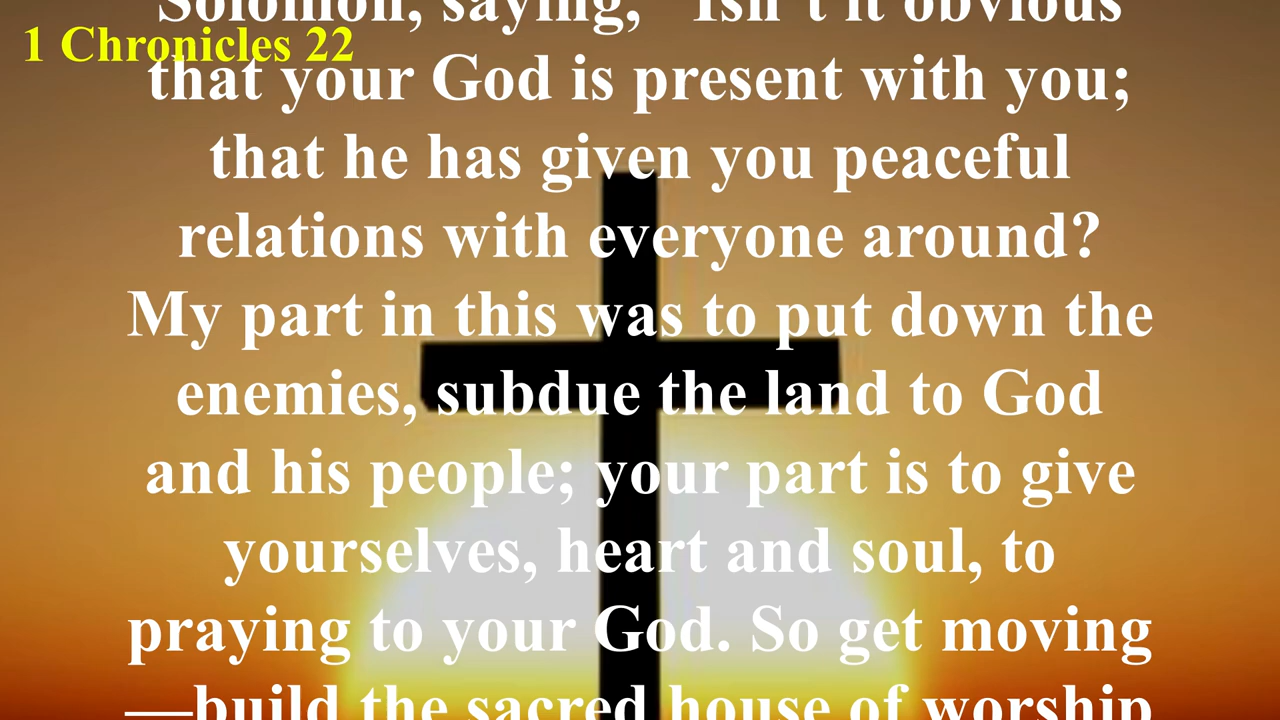 Solomon, saying, "Isn't it obvious
1 Chronicles 22
that your God is present with you;
that he has given you peaceful
relations with everyone around?
My part in this was to put down the
enemies, subdue the land to God
and his people; your part is to give
yourselves, heart and soul, to
praying to your God. So get moving
—build the sacred house of worship